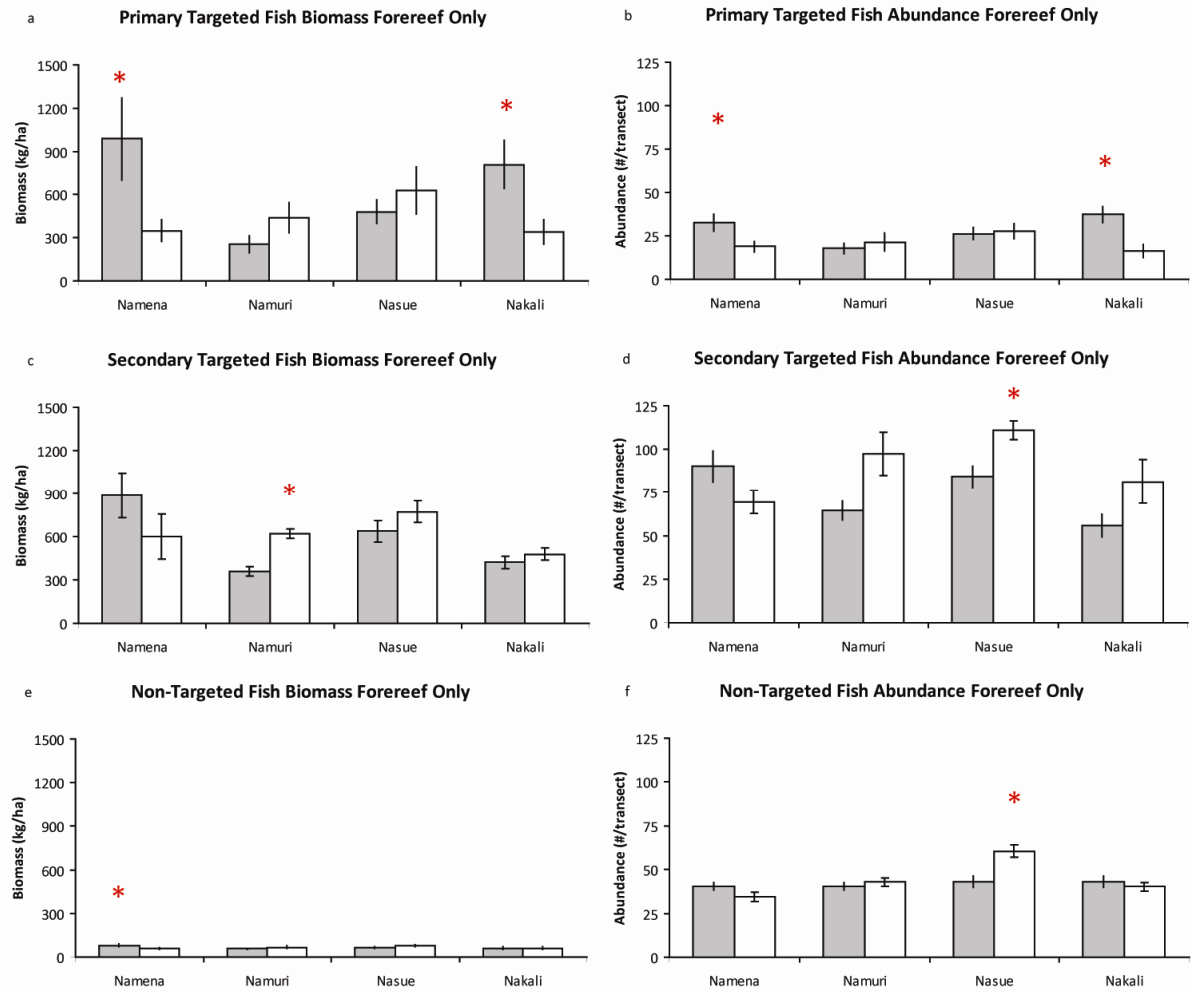 a
Primary Targeted Fish Biomass Forereef Only
Biomass (kg/ha)
1500
1200
900
600
300
0
*
*
Namena Namuri Nasue Nakali
b
Primary Targeted Fish Abundance Forereef Only
Abundance (#/transect)
125
100
75
50
25
0
*
*
Namena Namuri Nasue Nakali
c
Secondary Targeted Fish Biomass Forereef Only
Biomass (kg/ha)
1500
1200
900
600
300
0
*
Namena Namuri Nasue Nakali
d
Secondary Targeted Fish Abundance Forereef Only
Abundance (#/transect)
125
100
75
50
25
0
*
Namena Namuri Nasue Nakali
e
Non-Targeted Fish Biomass Forereef Only
Biomass (kg/ha)
1500
1200
900
600
300
0
*
Namena Namuri Nasue Nakali
f
Non-Targeted Fish Abundance Forereef Only
Abundance (#/transect)
125
100
75
50
25
0
*
Namena Namuri Nasue Nakali